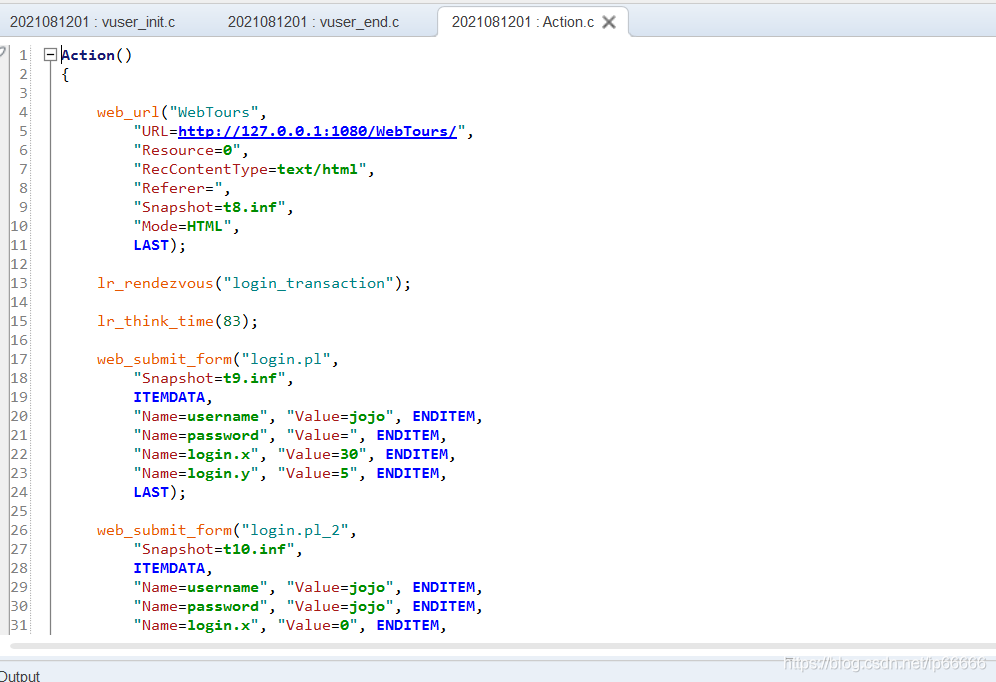 2021081201 : vuser_init.c 2021081201 : vuser_end.c 2021081201 : Action.c
1 Action()
2 {
3
4 web_url("WebTours",
5 "URL=http://127.0.0.1:1080/WebTours/",
6 "Resource=0",
7 "RecContentType=text/html",
8 "Referer=",
9 "Snapshot=t8.inf",
10 "Mode=HTML",
11 LAST);
12
13 lr_rendezvous("login_transaction");
14
15 lr_think_time(83);
16
17 web_submit_form("login.pl",
18 "Snapshot=t9.inf",
19 ITEMDATA,
20 "Name=username", "Value=jojo", ENDITEM,
21 "Name=password", "Value=", ENDITEM,
22 "Name=login.x", "Value=30", ENDITEM,
23 "Name=login.y", "Value=5", ENDITEM,
24 LAST);
25
26 web_submit_form("login.pl_2",
27 "Snapshot=t10.inf",
28 ITEMDATA,
29 "Name=username", "Value=jojo", ENDITEM,
30 "Name=password", "Value=jojo", ENDITEM,
31 "Name=login.x", "Value=0", ENDITEM,
https://blog.csdn.net/lp66666
Output